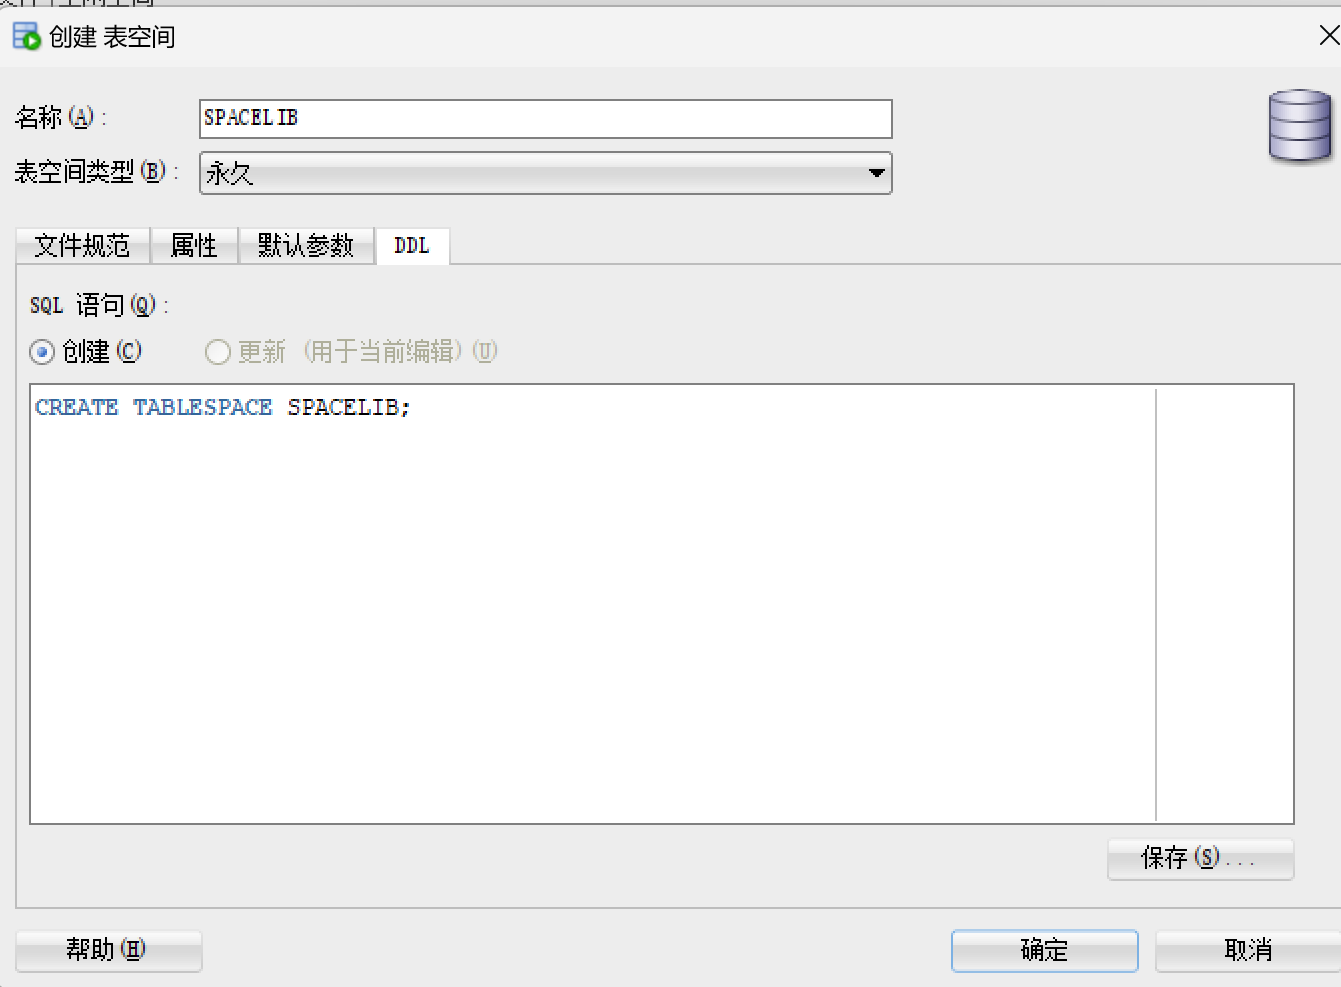 创建 表空间
名称(A):
SPACELIB
表空间类型(B):
永久
文件规范 属性 默认参数 DDL
SQL 语句(Q):
创建(C) 更新 (用于当前编辑)(U)
CREATE TABLESPACE SPACELIB;
保存(S)...
帮助(H) 确定 取消